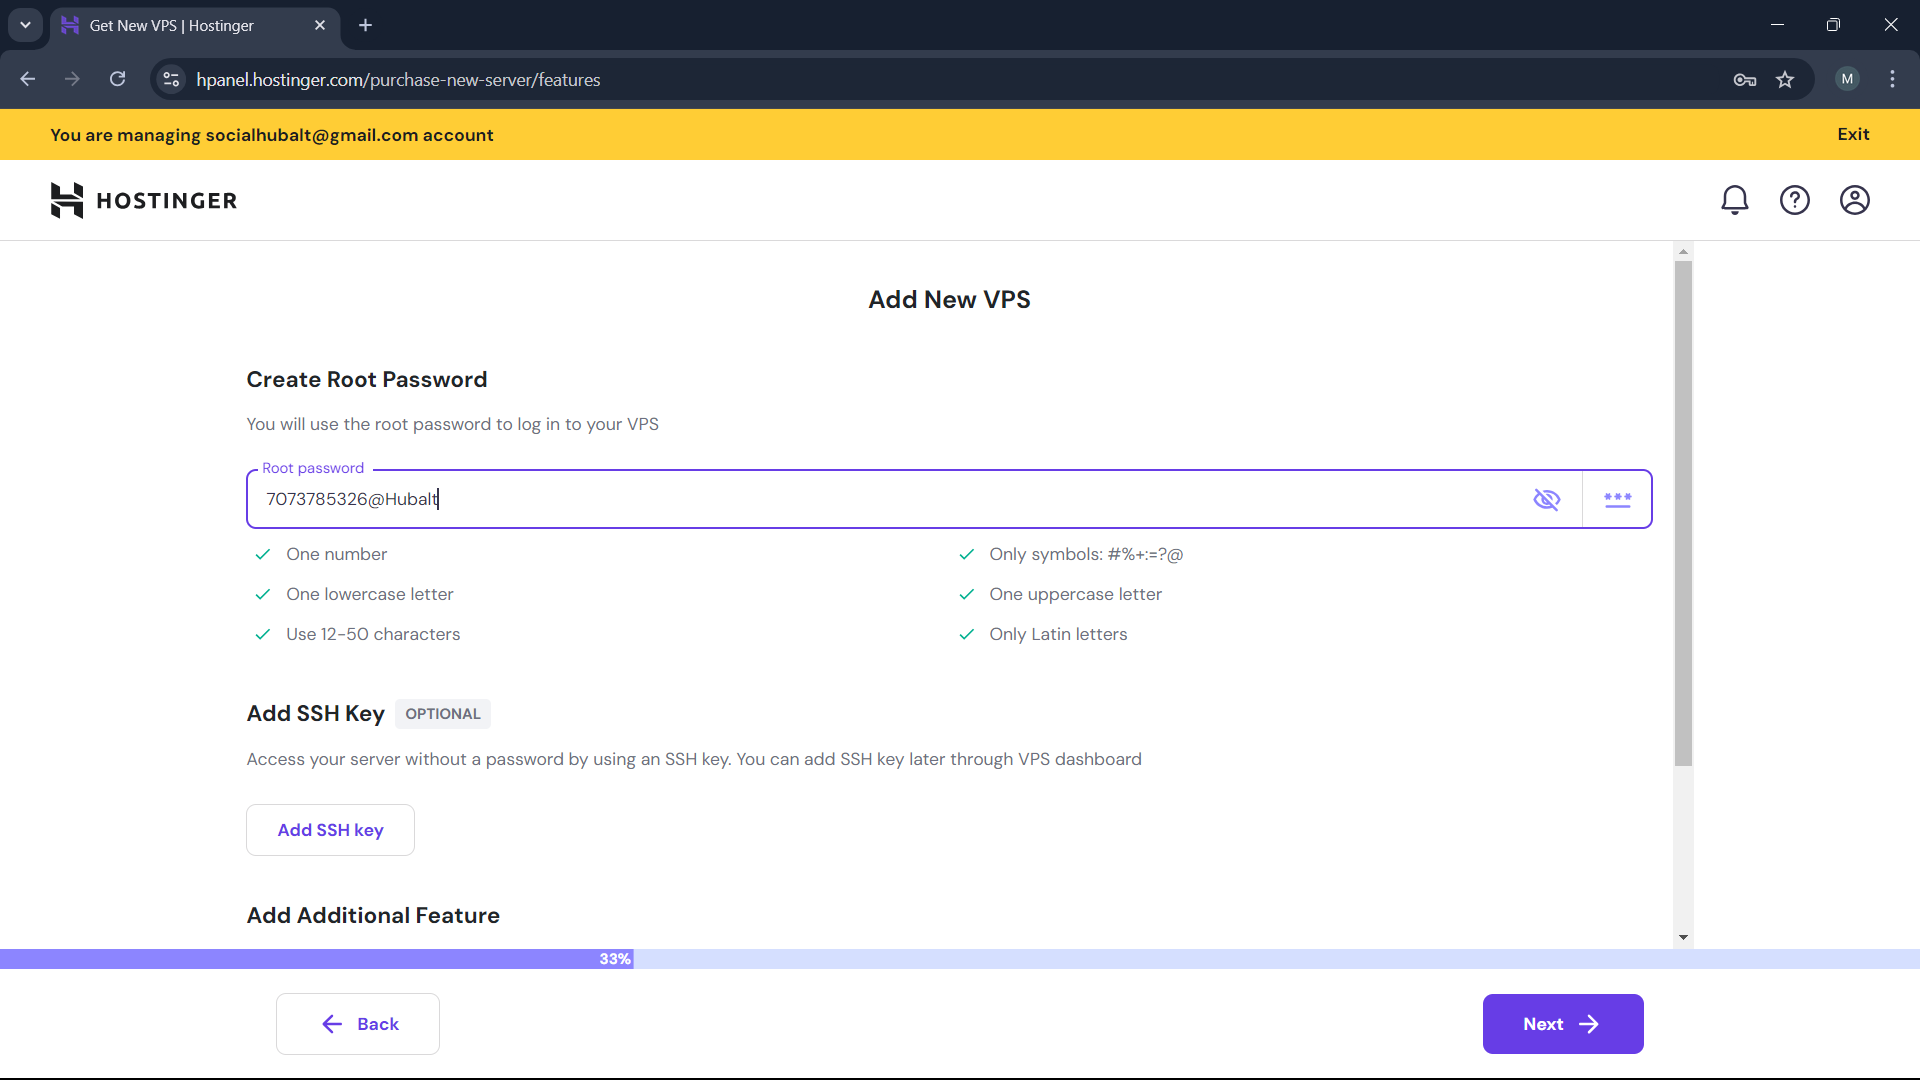 Get New VPS | Hostinger
hpanel.hostinger.com/purchase-new-server/features
M
You are managing socialhubalt@gmail.com account
Exit
HOSTINGER
Add New VPS
Create Root Password
You will use the root password to log in to your VPS
Root password
7073785326@Hubalt
One number
Only symbols: #%+:=?@
One lowercase letter
One uppercase letter
Use 12-50 characters
Only Latin letters
Add SSH Key OPTIONAL
Access your server without a password by using an SSH key. You can add SSH key later through VPS dashboard
Add SSH key
Add Additional Feature
33%
Back
Next